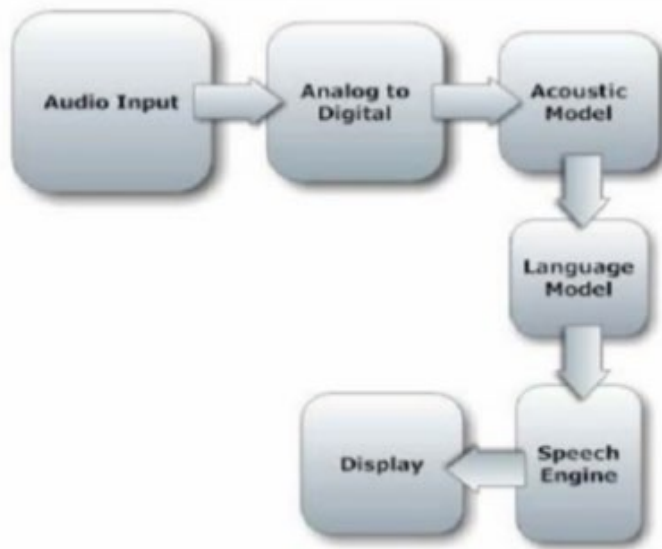 Audio Input
Analog to
Digital
Acoustic
Model
Language
Model
Speech
Engine
Display